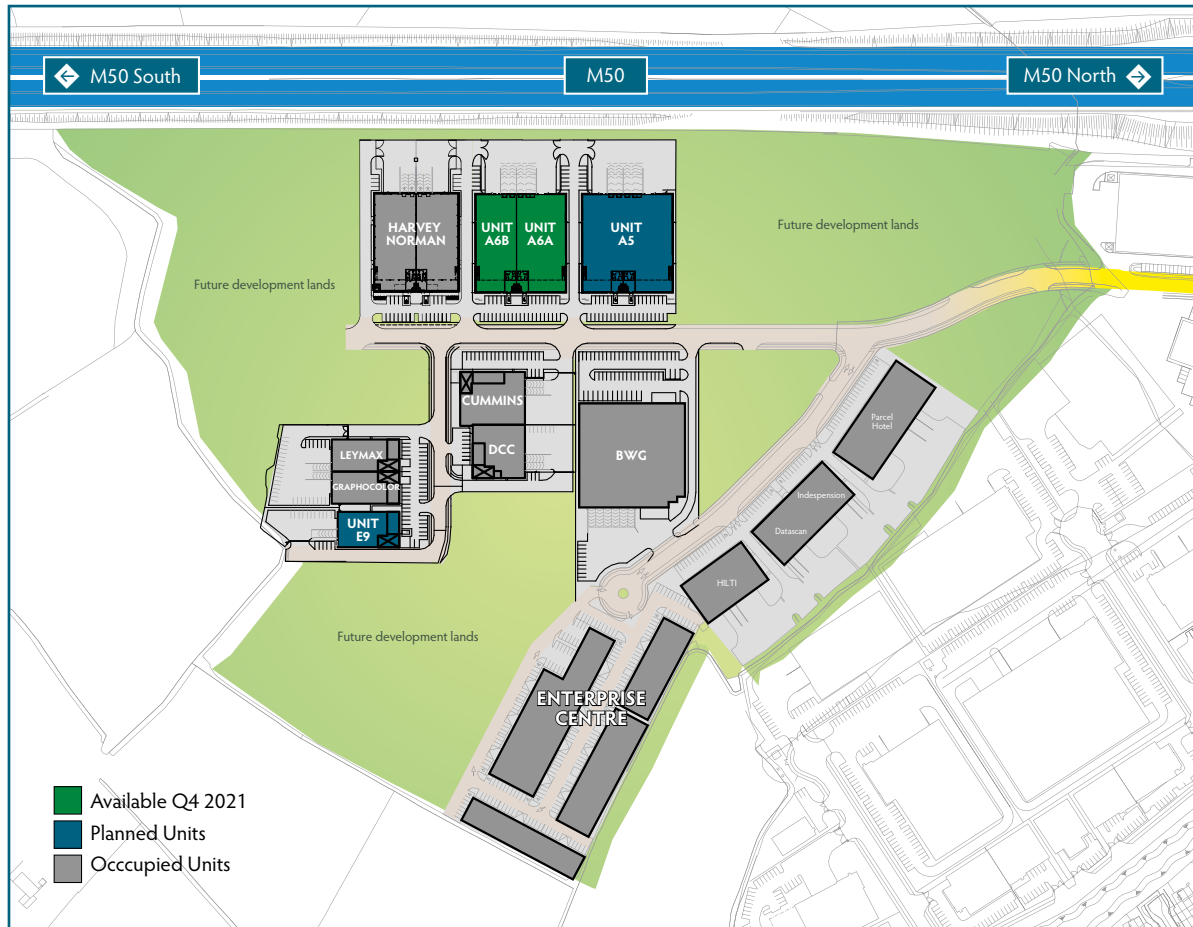 M50 South
M50
M50 North
HARVEY
NORMAN
UNIT
A6B
UNIT
A6A
UNIT
A5
Future development lands
Future development lands
CUMMINS
DCC
BWG
LEYMAX
GRAPHOCOLOR
UNIT
E9
Parcel
Hotel
Indespension
Datascan
HILTI
Future development lands
ENTERPRISE
CENTRE
Available Q4 2021
Planned Units
Occcupied Units